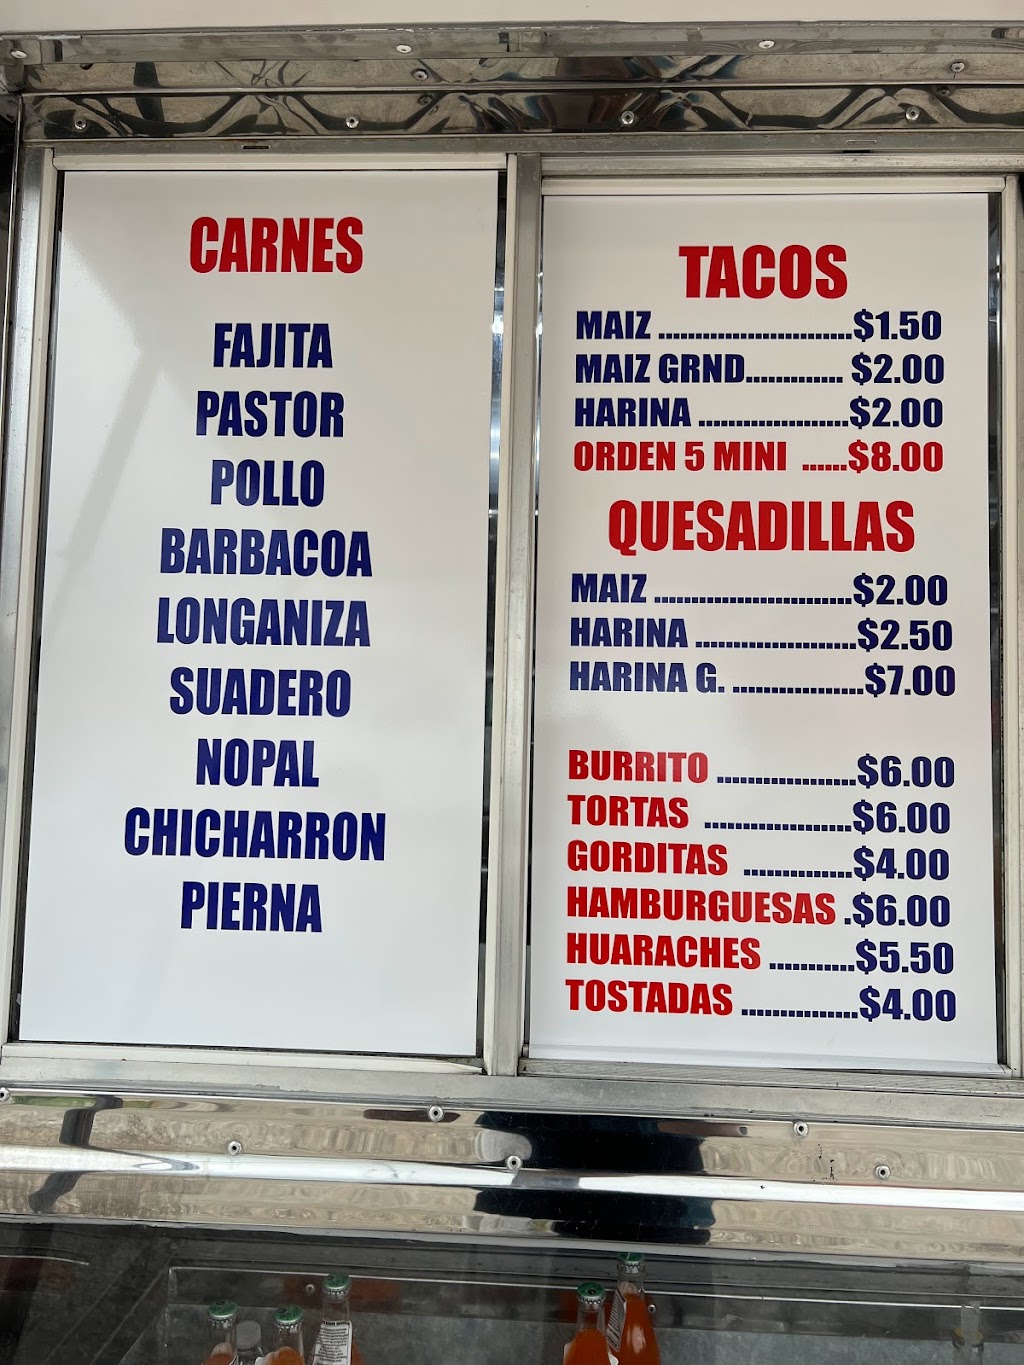 CARNES
FAJITA
PASTOR
POLLO
BARBACOA
LONGANIZA
SUADERO
NOPAL
CHICHARRON
PIERNA
TACOS
MAIZ ..........................$1.50
MAIZ GRND............. $2.00
HARINA ....................$2.00
ORDEN 5 MINI ......$8.00
QUESADILLAS
MAIZ ...........................$2.00
HARINA ......................$2.50
HARINA G. .................$7.00
BURRITO ...................$6.00
TORTAS ....................$6.00
GORDITAS ...............$4.00
HAMBURGUESAS .$6.00
HUARACHES ............$5.50
TOSTADAS ................$4.00